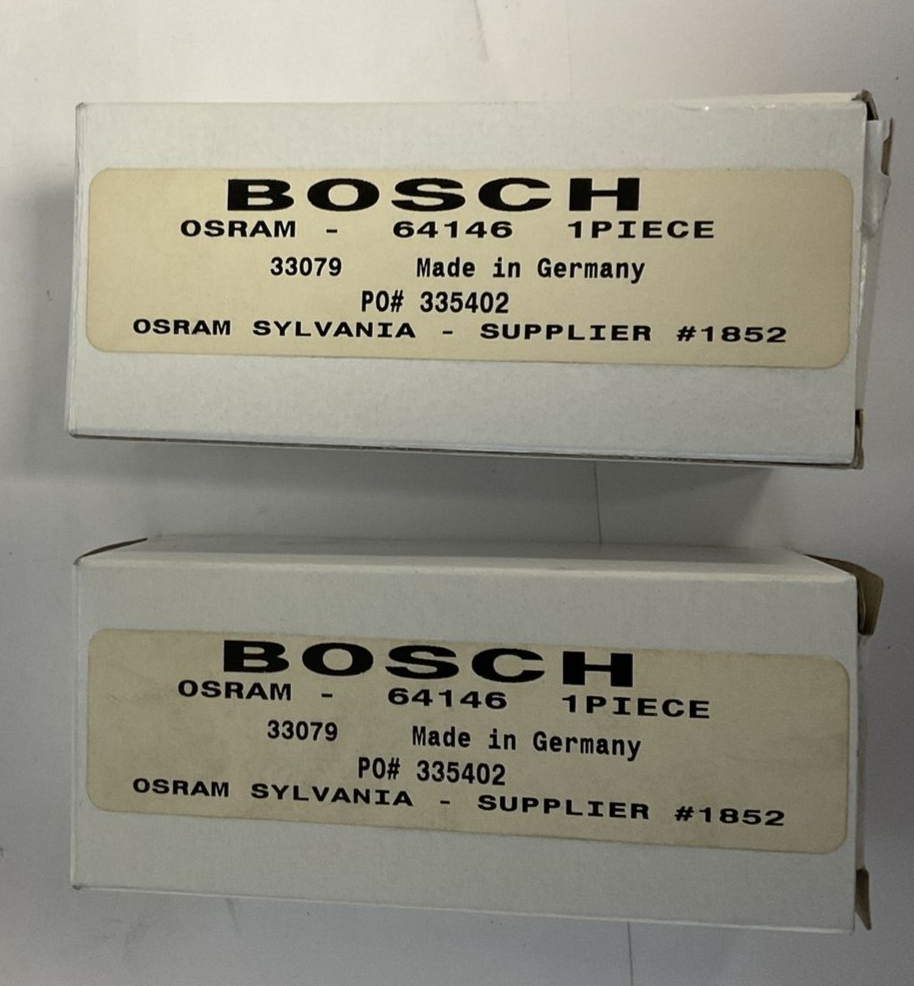 BOSCH
OSRAM - 64146 1PIECE
33079 Made in Germany
PO# 335402
OSRAM SYLVANIA - SUPPLIER #1852
BOSCH
OSRAM - 64146 1PIECE
33079 Made in Germany
PO# 335402
OSRAM SYLVANIA - SUPPLIER #1852